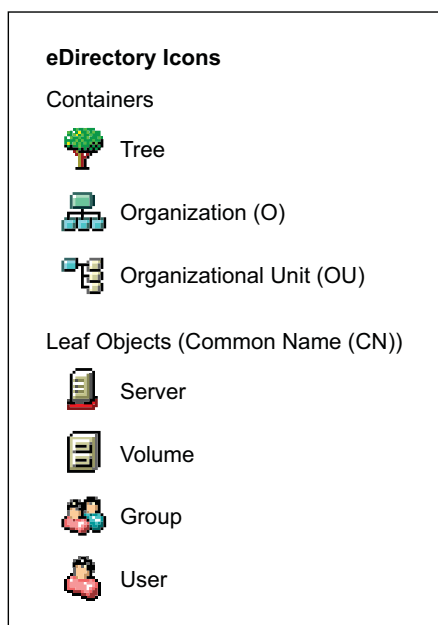 eDirectory Icons
Containers
Tree
Organization (O)
Organizational Unit (OU)
Leaf Objects (Common Name (CN))
Server
Volume
Group
User